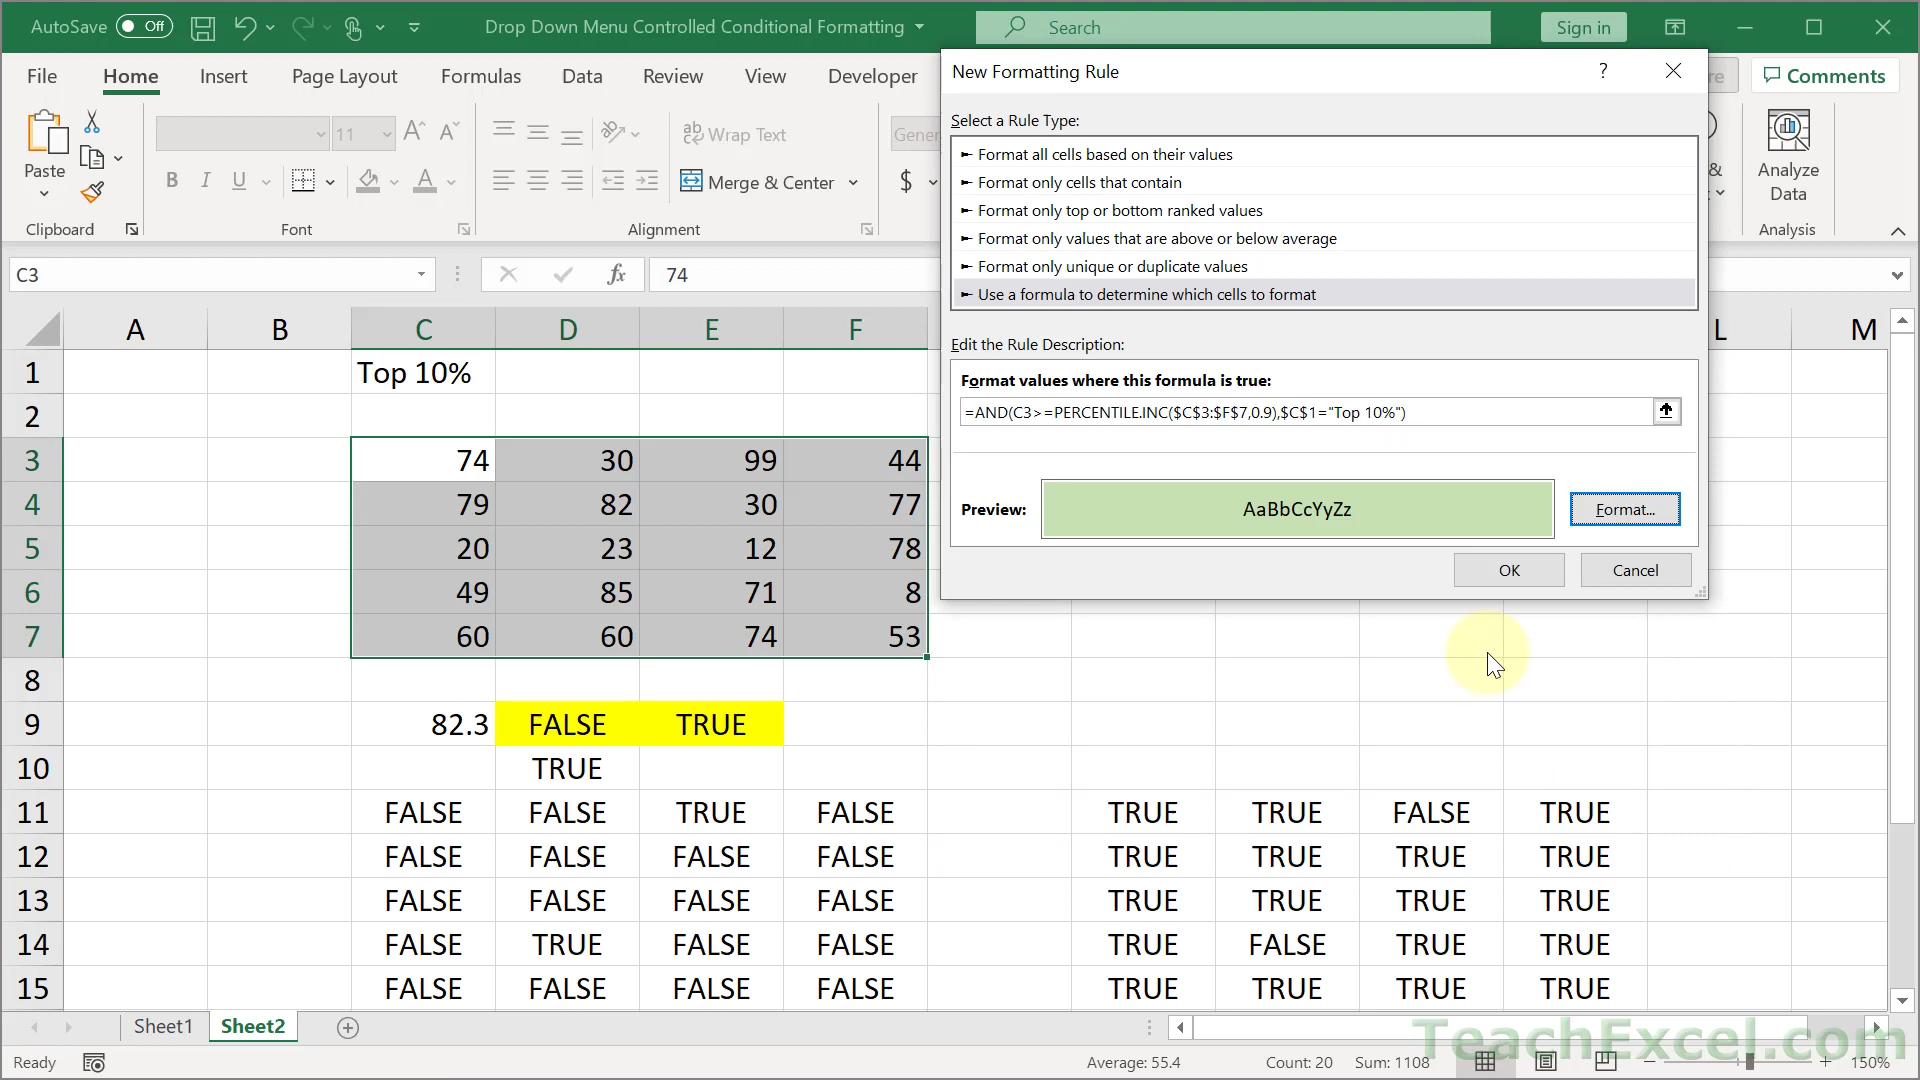 AutoSave Off Drop Down Menu Controlled Conditional Formatting Search Sign in
File Home Insert Page Layout Formulas Data Review View Developer Comments
New Formatting Rule ?
Select a Rule Type:
Format all cells based on their values
Format only cells that contain
Format only top or bottom ranked values
Format only values that are above or below average
Format only unique or duplicate values
Use a formula to determine which cells to format
Edit the Rule Description:
Format values where this formula is true:
=AND(C3>=PERCENTILE.INC($C$3:$F$7,0.9),$C$1="Top 10%")
Preview: AaBbCcYyZz Format...
OK Cancel
11 A A ab Wrap Text Gener
Paste B I U A Merge & Center $ & Analyze Data
Clipboard Font Alignment Analysis
C3 fx 74
A B C D E F L M
1 Top 10%
2
3 74 30 99 44
4 79 82 30 77
5 20 23 12 78
6 49 85 71 8
7 60 60 74 53
8
9 82.3 FALSE TRUE
10 TRUE
11 FALSE FALSE TRUE FALSE TRUE TRUE FALSE TRUE
12 FALSE FALSE FALSE FALSE TRUE TRUE TRUE TRUE
13 FALSE FALSE FALSE FALSE TRUE TRUE TRUE TRUE
14 FALSE TRUE FALSE FALSE TRUE FALSE TRUE TRUE
15 FALSE FALSE FALSE FALSE TRUE TRUE TRUE TRUE
Sheet1 Sheet2
TeachExcel.com
Ready Average: 55.4 Count: 20 Sum: 1108 150%